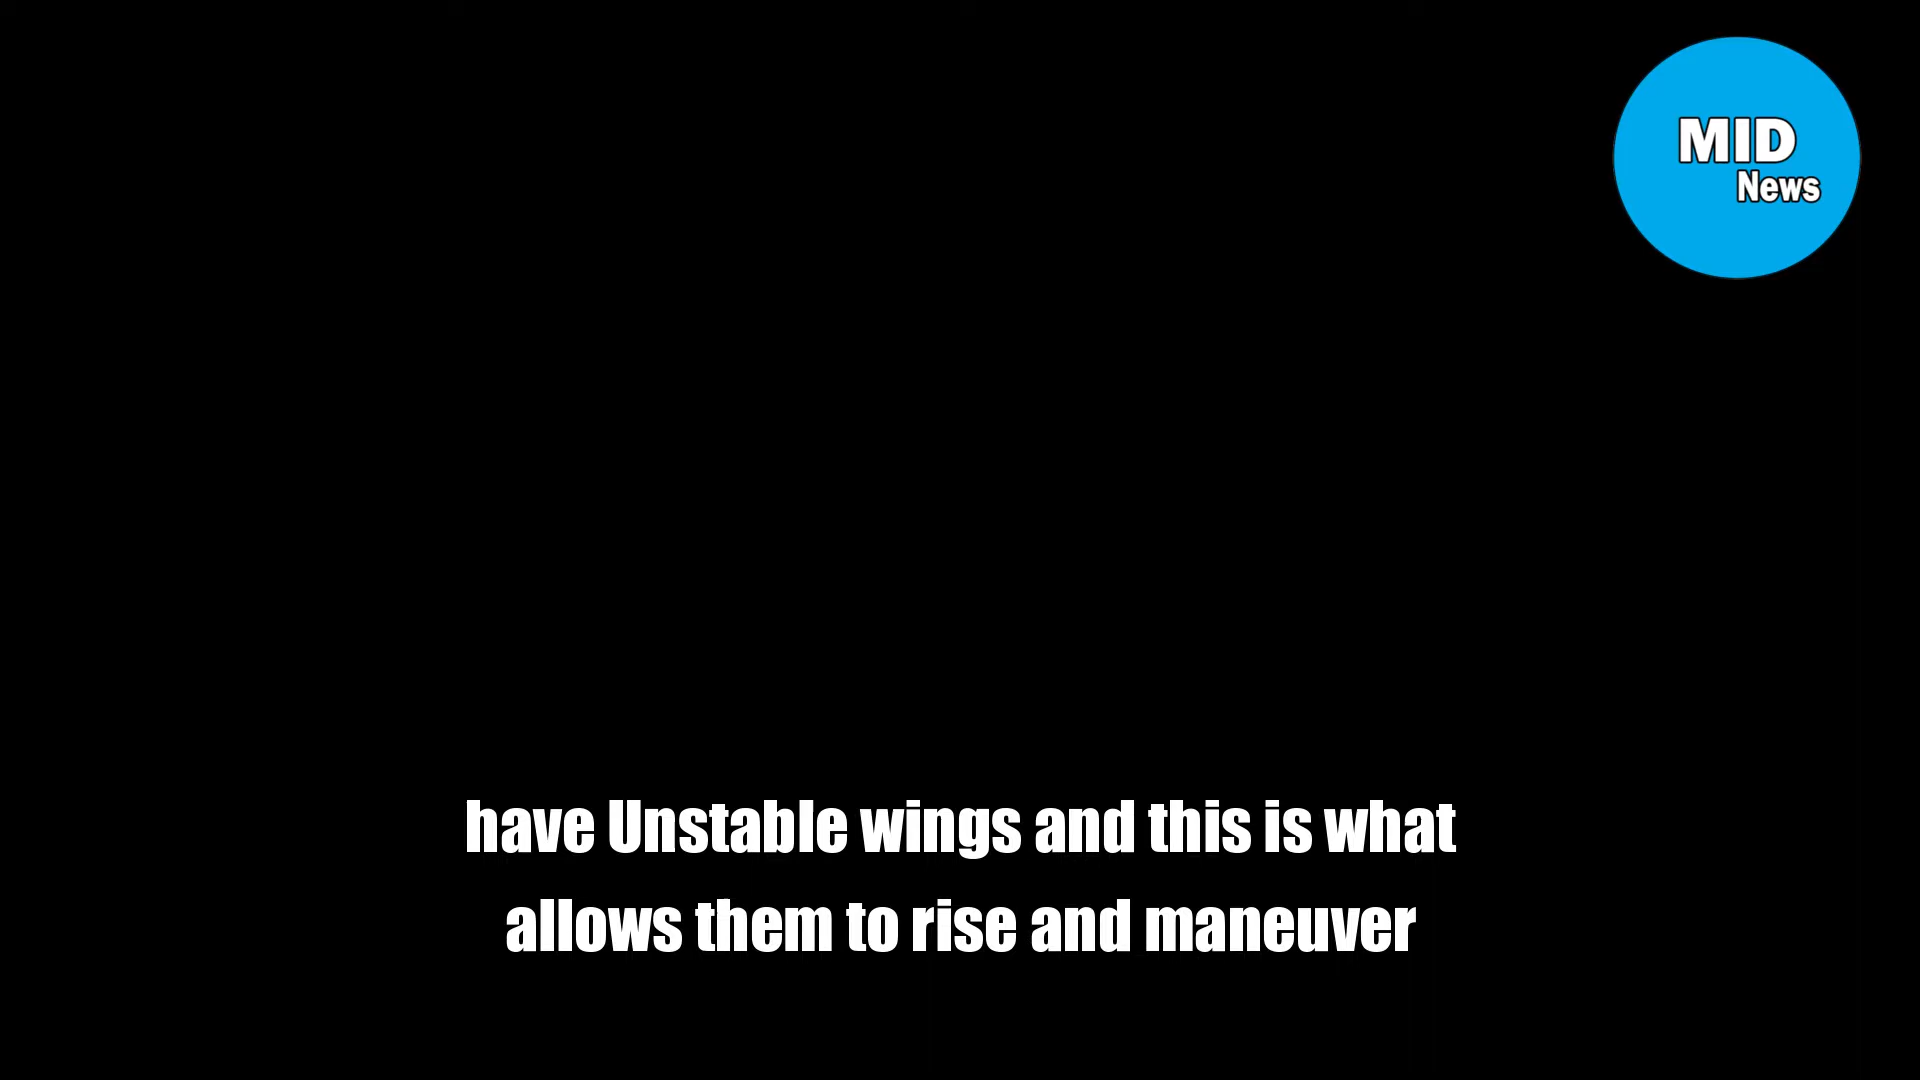 MID
News
have Unstable wings and this is what
allows them to rise and maneuver